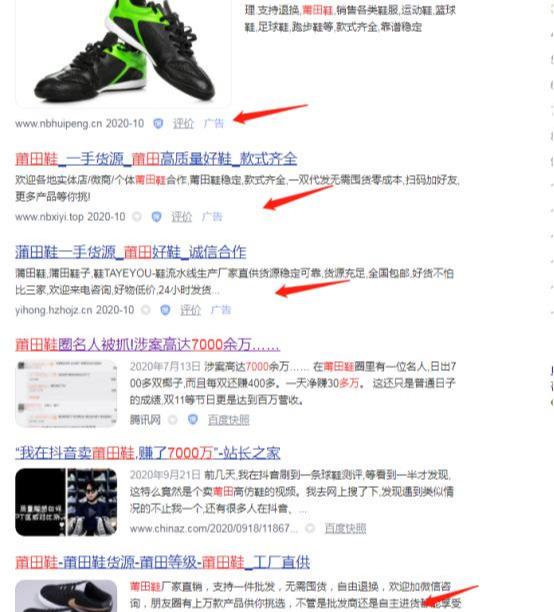 理.支持退换,莆田鞋,销售各类鞋服,运动鞋,篮球
鞋,足球鞋,跑步鞋等,款式齐全,靠谱稳定
www.nbhuipeng.cn 2020-10 评价 广告
莆田鞋_一手货源_莆田高质量好鞋_款式齐全
欢迎各地实体店/微商/个体莆田鞋合作,莆田鞋稳定,款式齐全,一双代发无需囤货零成本,扫码加好友,
更多产品等你挑!
www.nbxiyi.top 2020-10 评价 广告
蒲田鞋一手货源_莆田好鞋_诚信合作
蒲田鞋,蒲田鞋子,鞋TAYEYOU-鞋流水线生产厂家直供货源稳定可靠,货源充足,全国包邮,好货不怕
比三家,欢迎来电咨询,好物低价,24小时发货...
yihong.hzhojz.cn 2020-10 评价 广告
莆田鞋圈名人被抓!涉案高达7000余万……
2020年7月13日 涉案高达7000余万…… 在莆田鞋圈里有一位名人,日出7
00多双椰子,而且每双还赚400多。一天净赚30多万。 这还只是普通日子
的成绩,双11等节日更是达到百万营收。
腾讯网 百度快照
“我在抖音卖莆田鞋,赚了7000万”-站长之家
2020年9月21日 前几天,我在抖音刷到一条球鞋测评,等看到一半才发现,
这特么竟然是个卖莆田高仿鞋的视频。我去网上搜了下,发现遇到类似情
况的不止我一个,还有很多人在抖音、...
www.chinaz.com/2020/0918/11867... 百度快照
莆田鞋-莆田鞋货源-莆田等级-莆田鞋_工厂直供
莆田鞋厂家直销，支持一件批发，无需囤货，自由退换，欢迎加微信咨
询，朋友圈有上万款产品供你挑选，不管是批发商还是自主进货都能享受